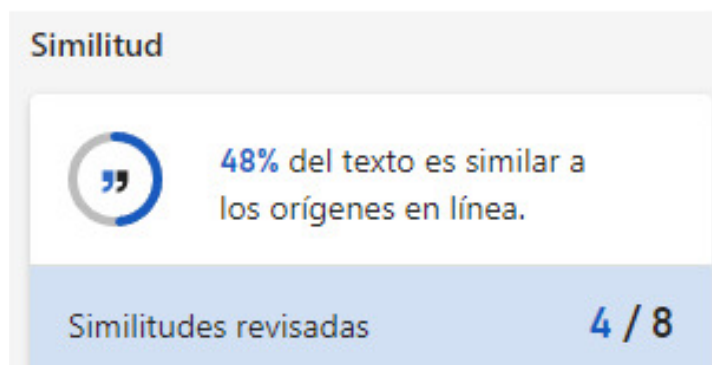 Similitud
48% del texto es similar a
los orígenes en línea.
Similitudes revisadas 4 / 8